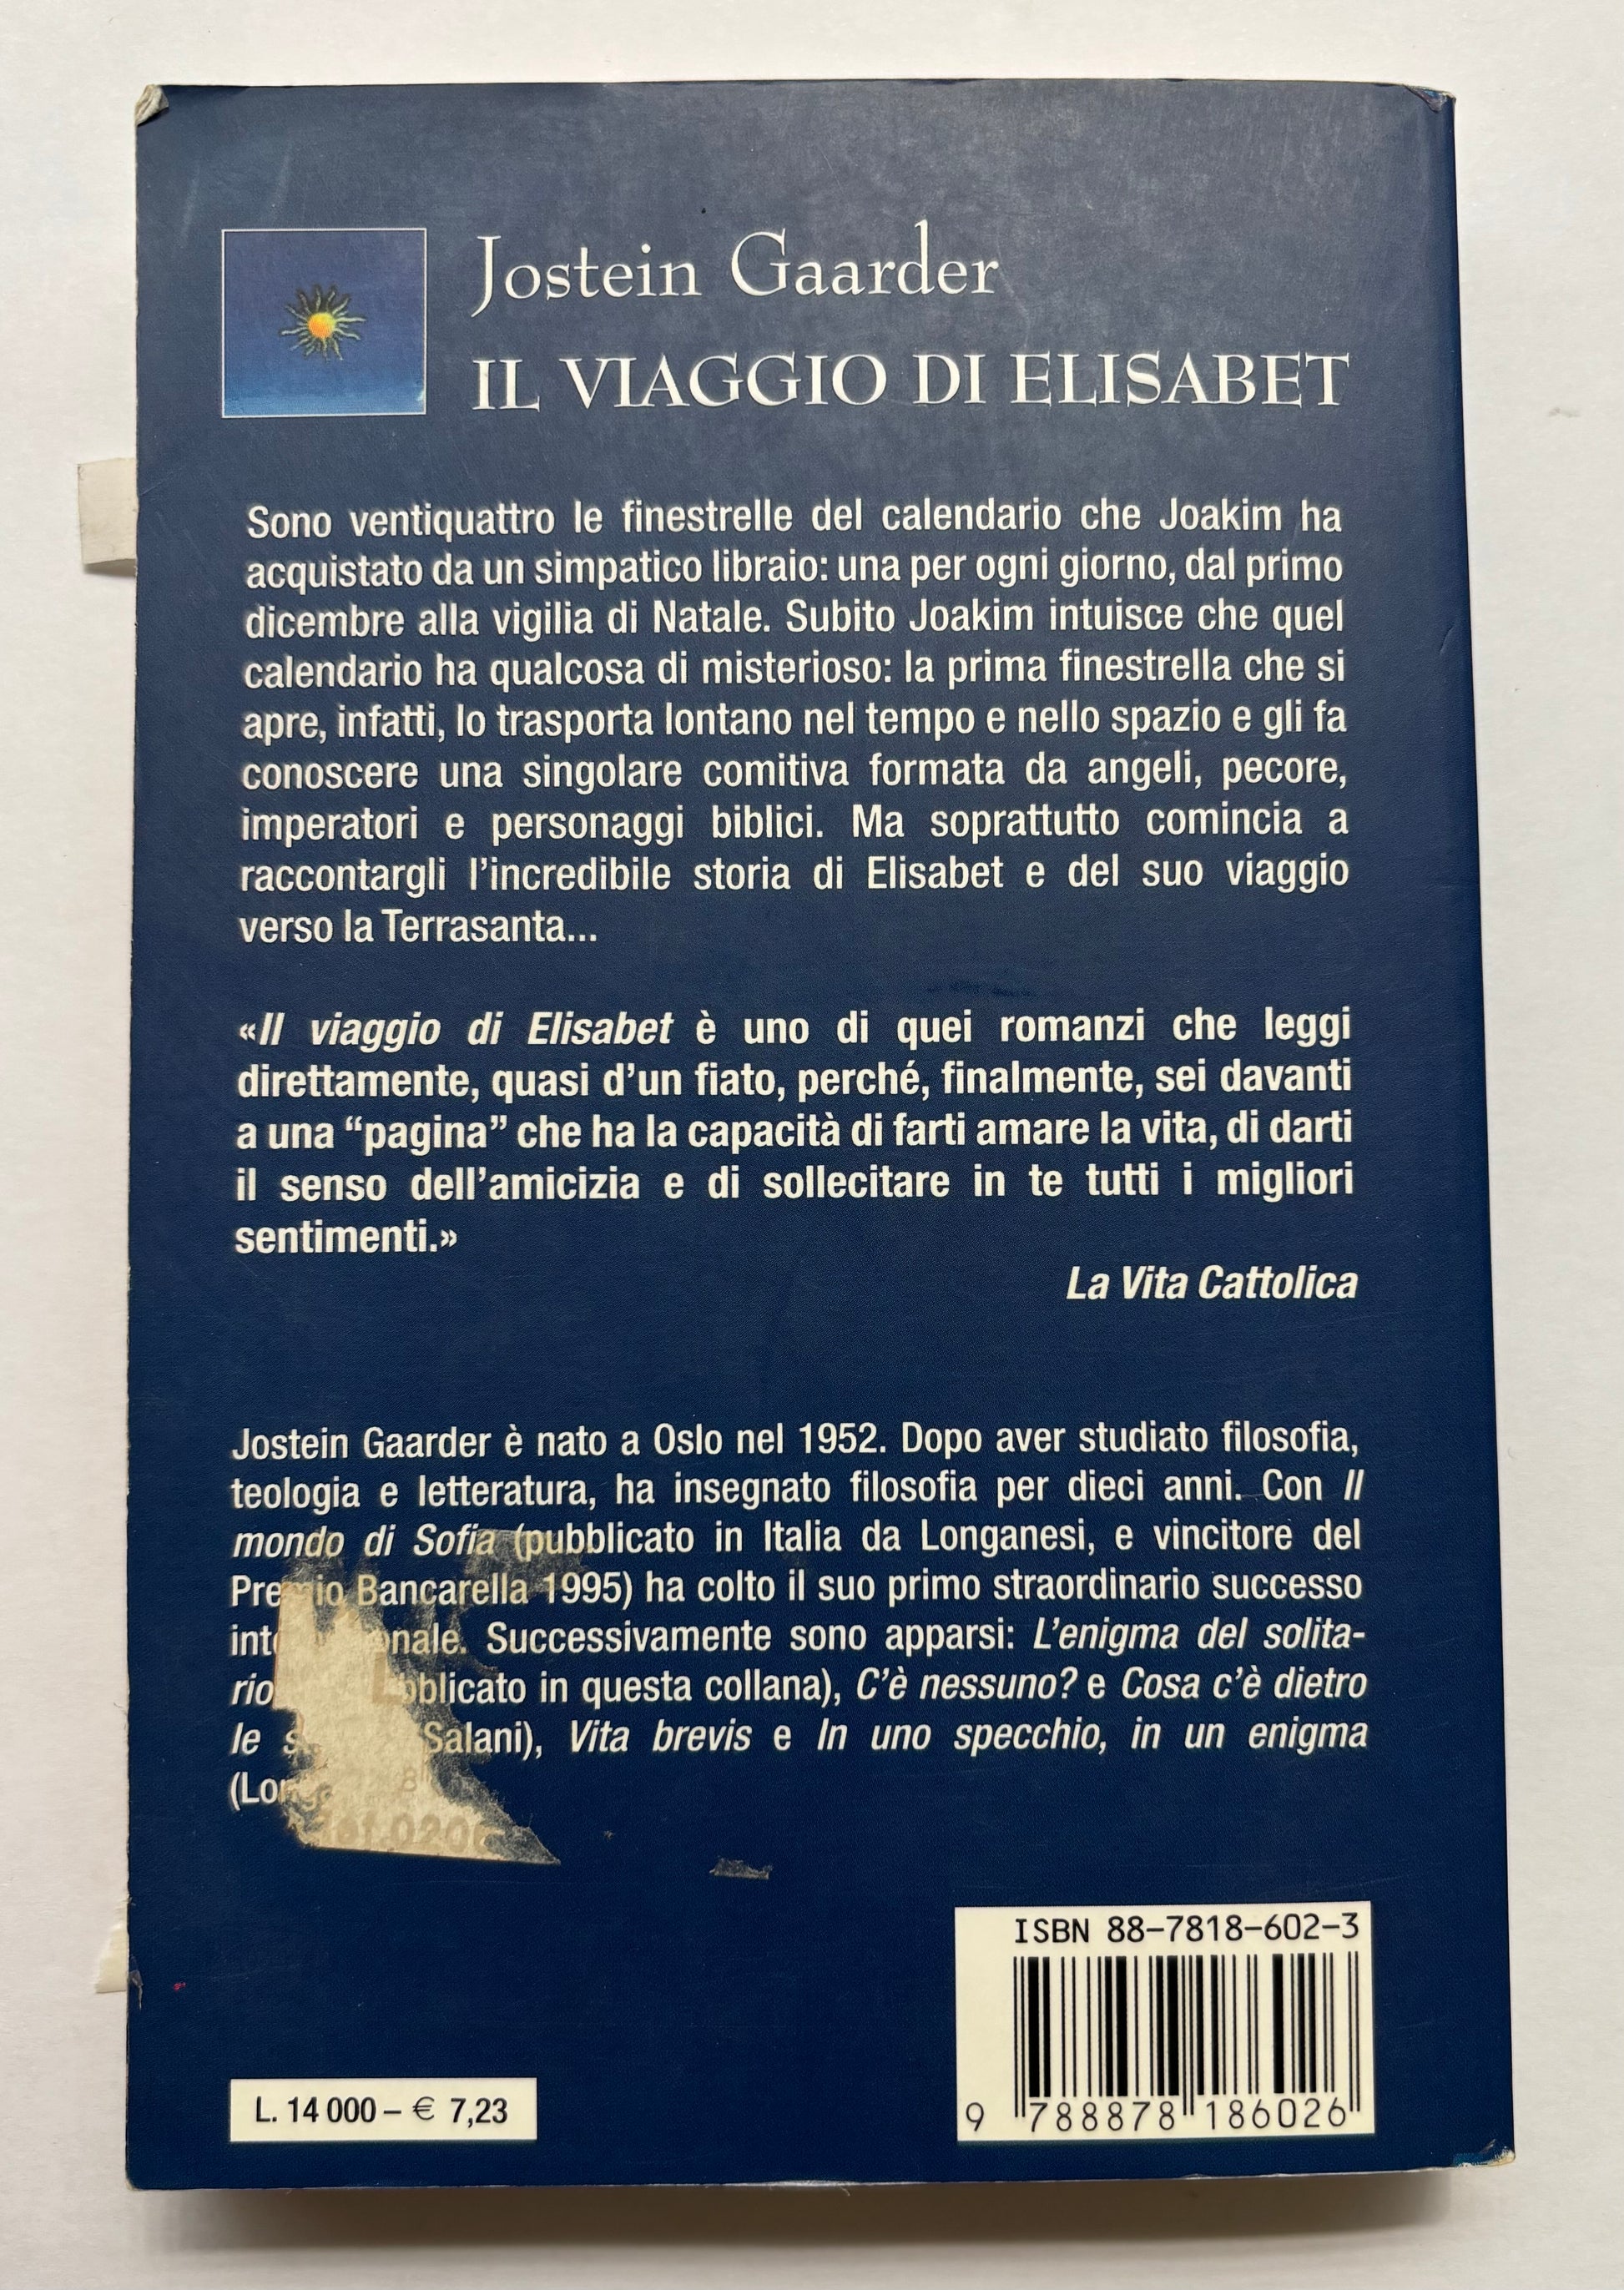 Jostein Gaarder
IL VIAGGIO DI ELISABET
Sono ventiquattro le finestrelle del calendario che Joakim ha
acquistato da un simpatico libraio: una per ogni giorno, dal primo
dicembre alla vigilia di Natale. Subito Joakim intuisce che quel
calendario ha qualcosa di misterioso: la prima finestrella che si
apre, infatti, lo trasporta lontano nel tempo e nello spazio e gli fa
conoscere una singolare comitiva formata da angeli, pecore,
imperatori e personaggi biblici. Ma soprattutto comincia a
raccontargli l’incredibile storia di Elisabet e del suo viaggio
verso la Terrasanta...
«Il viaggio di Elisabet è uno di quei romanzi che leggi
direttamente, quasi d’un fiato, perché, finalmente, sei davanti
a una “pagina” che ha la capacità di farti amare la vita, di darti
il senso dell’amicizia e di sollecitare in te tutti i migliori
sentimenti.»
La Vita Cattolica
Jostein Gaarder è nato a Oslo nel 1952. Dopo aver studiato filosofia,
teologia e letteratura, ha insegnato filosofia per dieci anni. Con Il
mondo di Sofia (pubblicato in Italia da Longanesi, e vincitore del
Premio Bancarella 1995) ha colto il suo primo straordinario successo
Successivamente sono apparsi: L’enigma del solita-
rio in questa collana), C’è nessuno? e Cosa c’è dietro
le Salani), Vita brevis e In uno specchio, in un enigma
ISBN 88-7818-602-3
9 788878 186026
L. 14 000 – € 7,23